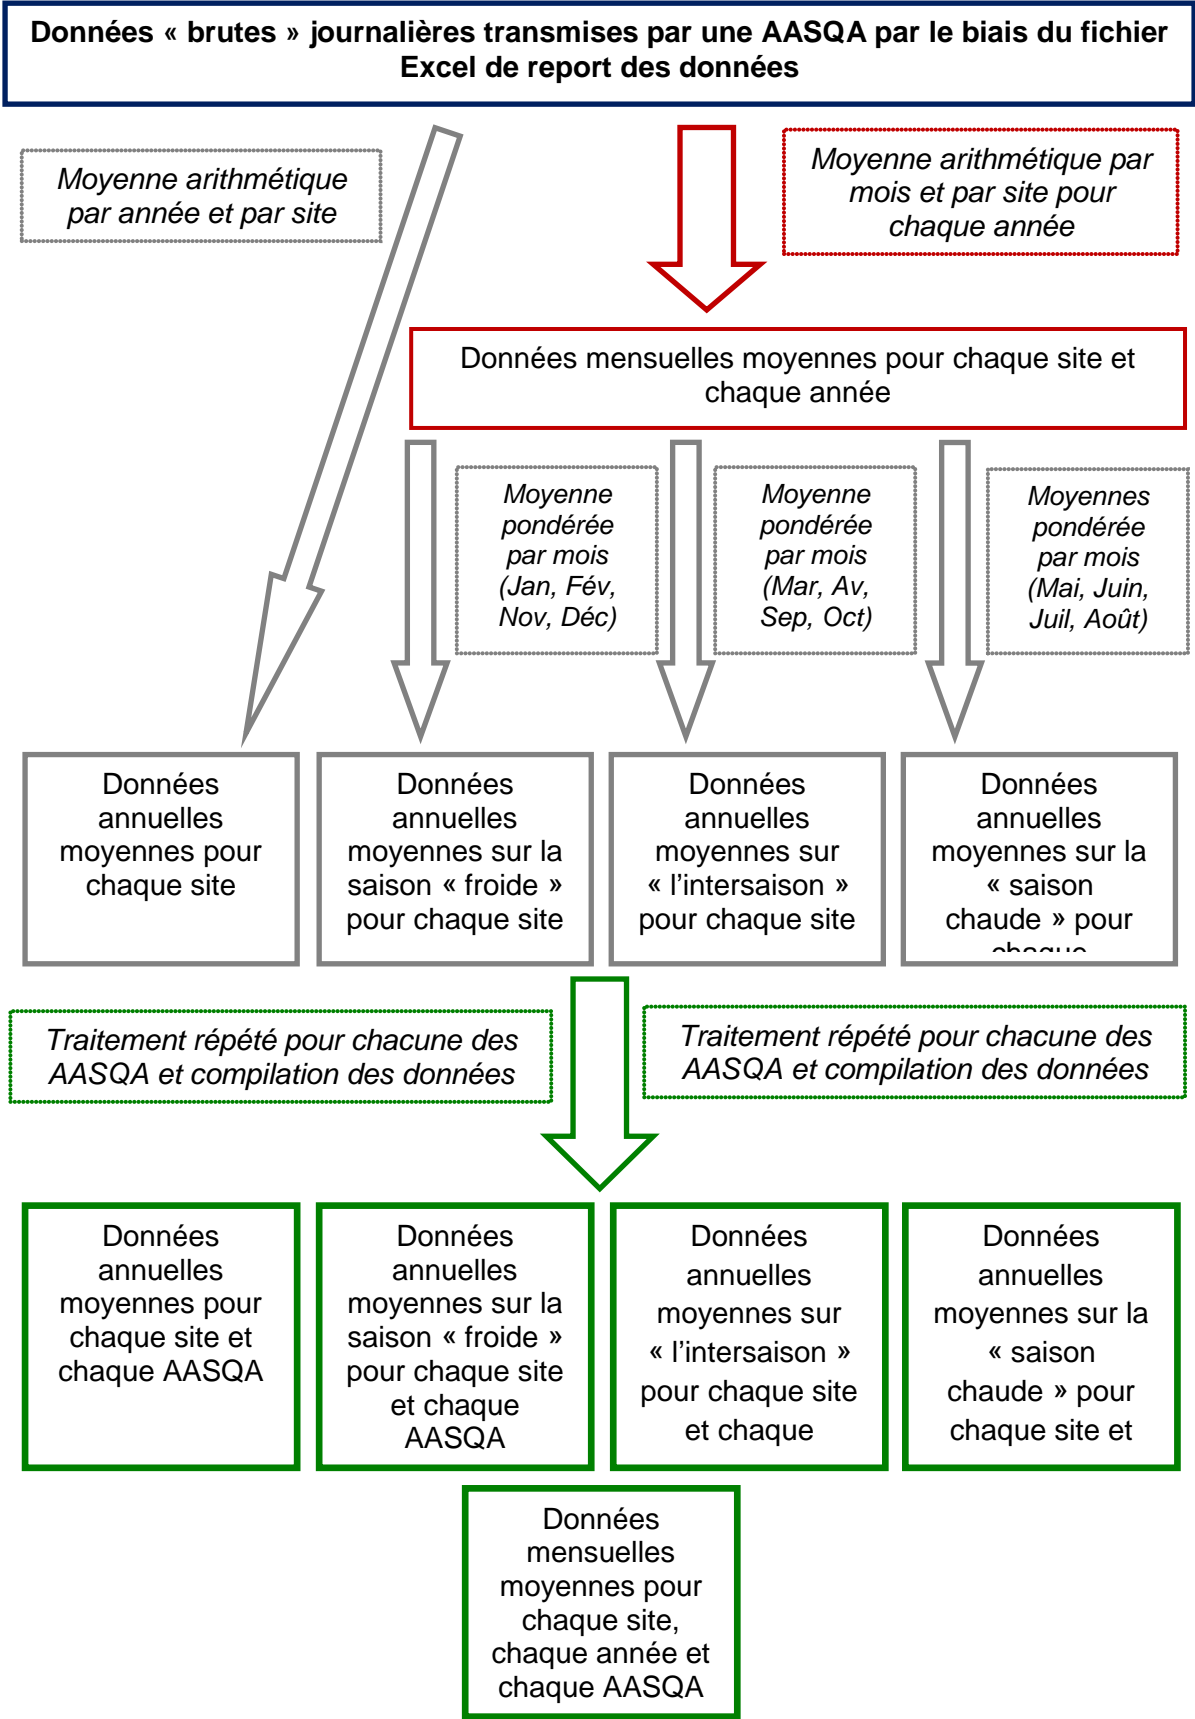 Données « brutes » journalières transmises par une AASQA par le biais du fichier
Excel de report des données
Moyenne arithmétique
par année et par site
Moyenne arithmétique par
mois et par site pour
chaque année
Données mensuelles moyennes pour chaque site et
chaque année
Moyenne
pondérée
par mois
(Jan, Fév,
Nov, Déc)
Moyenne
pondérée
par mois
(Mar, Av,
Sep, Oct)
Moyennes
pondérée
par mois
(Mai, Juin,
Juil, Août)
Données
annuelles
moyennes pour
chaque site
Données
annuelles
moyennes sur la
saison « froide »
pour chaque site
Données
annuelles
moyennes sur
« l'intersaison »
pour chaque site
Données
annuelles
moyennes sur la
« saison
chaude » pour
chaque
Traitement répété pour chacune des
AASQA et compilation des données
Traitement répété pour chacune des
AASQA et compilation des données
Données
annuelles
moyennes pour
chaque site et
chaque AASQA
Données
annuelles
moyennes sur la
saison « froide »
pour chaque site
et chaque
AASQA
Données
annuelles
moyennes sur
« l'intersaison »
pour chaque site
et chaque
Données
annuelles
moyennes sur la
« saison
chaude » pour
chaque site et
Données
mensuelles
moyennes pour
chaque site,
chaque année et
chaque AASQA